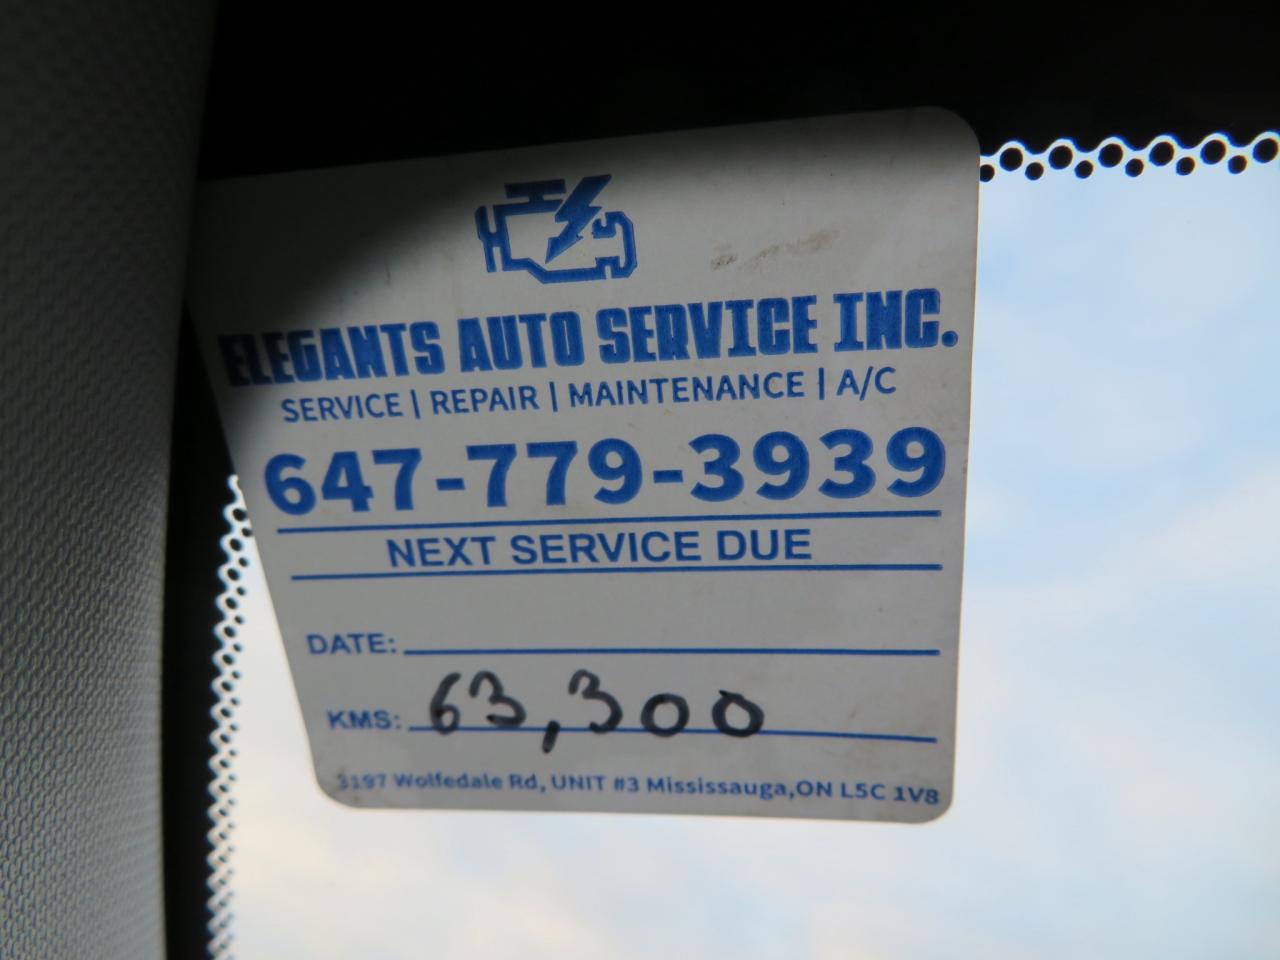 ELEGANTS AUTO SERVICE INC.
SERVICE | REPAIR | MAINTENANCE | A/C
647-779-3939
NEXT SERVICE DUE
DATE:
KMS: 63,300
3197 Wolfedale Rd, UNIT #3 Mississauga,ON L5C 1V8